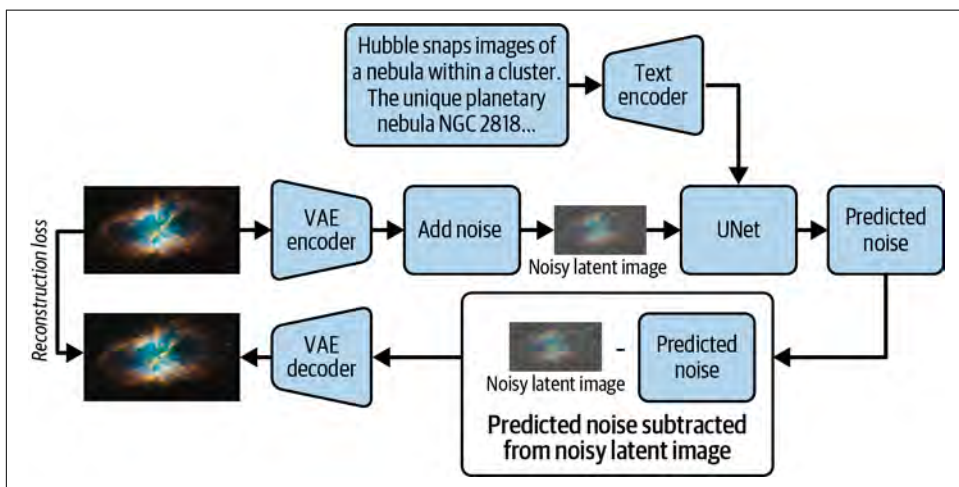 Hubble snaps images of
a nebula within a cluster.
The unique planetary
nebula NGC 2818...
Text
encoder
Reconstruction loss
VAE
encoder
Add noise
Noisy latent image
UNet
Predicted
noise
VAE
decoder
Noisy latent image
-
Predicted
noise
Predicted noise subtracted
from noisy latent image